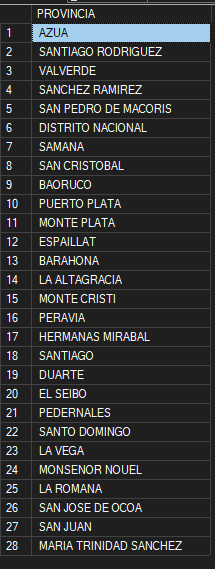 PROVINCIA
1 AZUA
2 SANTIAGO RODRIGUEZ
3 VALVERDE
4 SANCHEZ RAMIREZ
5 SAN PEDRO DE MACORIS
6 DISTRITO NACIONAL
7 SAMANA
8 SAN CRISTOBAL
9 BAORUCO
10 PUERTO PLATA
11 MONTE PLATA
12 ESPAILLAT
13 BARAHONA
14 LA ALTAGRACIA
15 MONTE CRISTI
16 PERAVIA
17 HERMANAS MIRABAL
18 SANTIAGO
19 DUARTE
20 EL SEIBO
21 PEDERNALES
22 SANTO DOMINGO
23 LA VEGA
24 MONSENOR NOUEL
25 LA ROMANA
26 SAN JOSE DE OCOA
27 SAN JUAN
28 MARIA TRINIDAD SANCHEZ